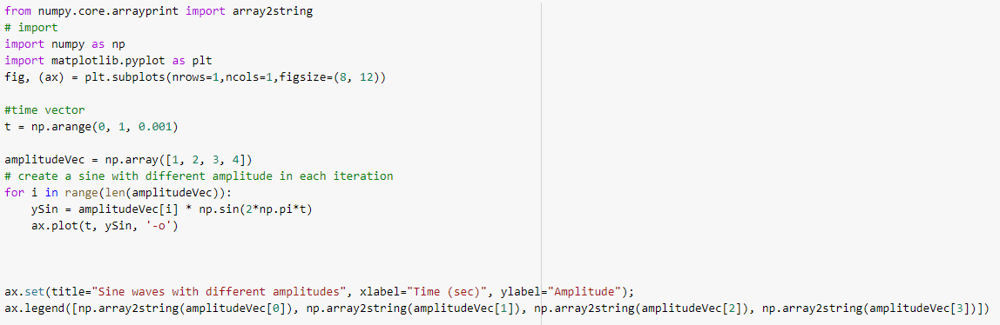 from numpy.core.arrayprint import array2string
# import
import numpy as np
import matplotlib.pyplot as plt
fig, (ax) = plt.subplots(nrows=1,ncols=1,figsize=(8, 12))
#time vector
t = np.arange(0, 1, 0.001)
amplitudeVec = np.array([1, 2, 3, 4])
# create a sine with different amplitude in each iteration
for i in range(len(amplitudeVec)):
    ySin = amplitudeVec[i] * np.sin(2*np.pi*t)
    ax.plot(t, ySin, '-o')
ax.set(title="Sine waves with different amplitudes", xlabel="Time (sec)", ylabel="Amplitude");
ax.legend([np.array2string(amplitudeVec[0]), np.array2string(amplitudeVec[1]), np.array2string(amplitudeVec[2]), np.array2string(amplitudeVec[3])])